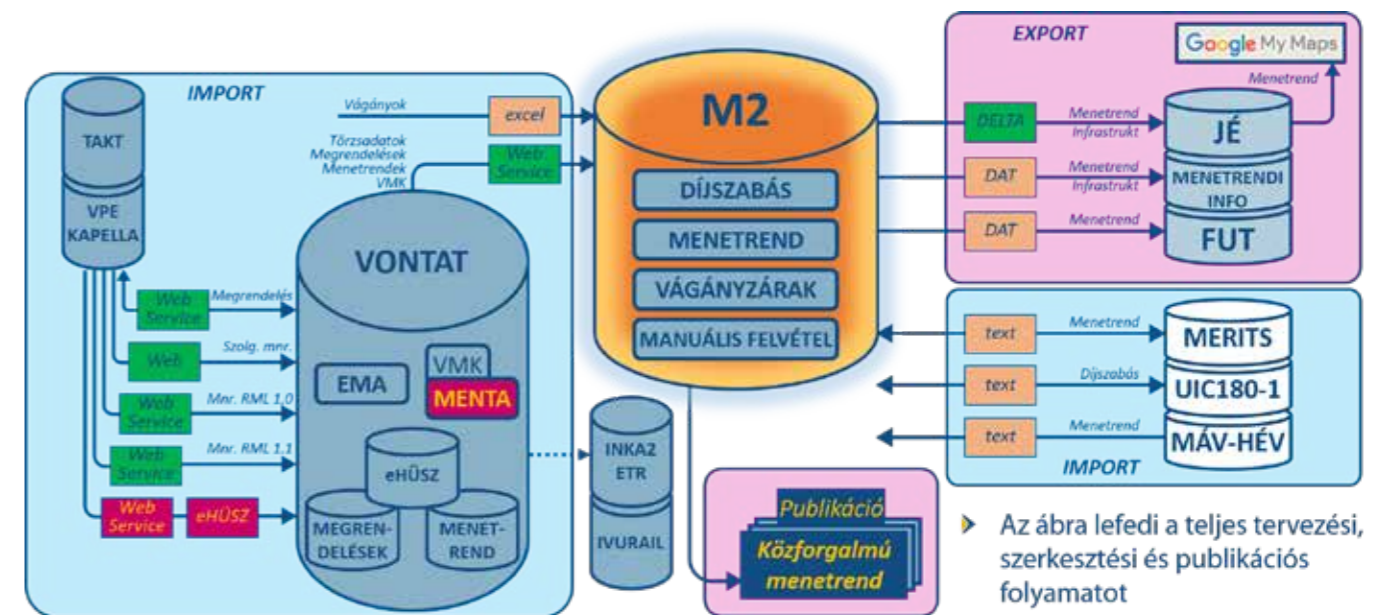 IMPORT
TAKT
VPE
KAPELLA
Vágányok
excel
Törzsadatok
Megrendelések
Menetrendek
VMK
Web
Service
VONTAT
Web
Service
Megrendelés
Web
Szolg. mnr.
Web
Service
Mnr. RML 1,0
Web
Service
Mnr. RML 1.1
Web
Service
eHÜSZ
EMA
VMK
MENTA
eHÜSZ
MEGREN-
DELÉSEK
MENET-
REND
INKA2
ETR
IVURAIL
M2
DÍJSZABÁS
MENETREND
VÁGÁNYZÁRAK
MANUÁLIS FELVÉTEL
Publikáció
Közforgalmú
menetrend
EXPORT
Google My Maps
Menetrend
DELTA
Menetrend
Infrastrukt
JÉ
DAT
Menetrend
Infrastrukt
MENETRENDI
INFO
DAT
Menetrend
FUT
text
Menetrend
MERITS
text
Díjszabás
UIC180-1
text
Menetrend
MÁV-HÉV
IMPORT
Az ábra lefedi a teljes tervezési,
szerkesztési és publikációs
folyamatot